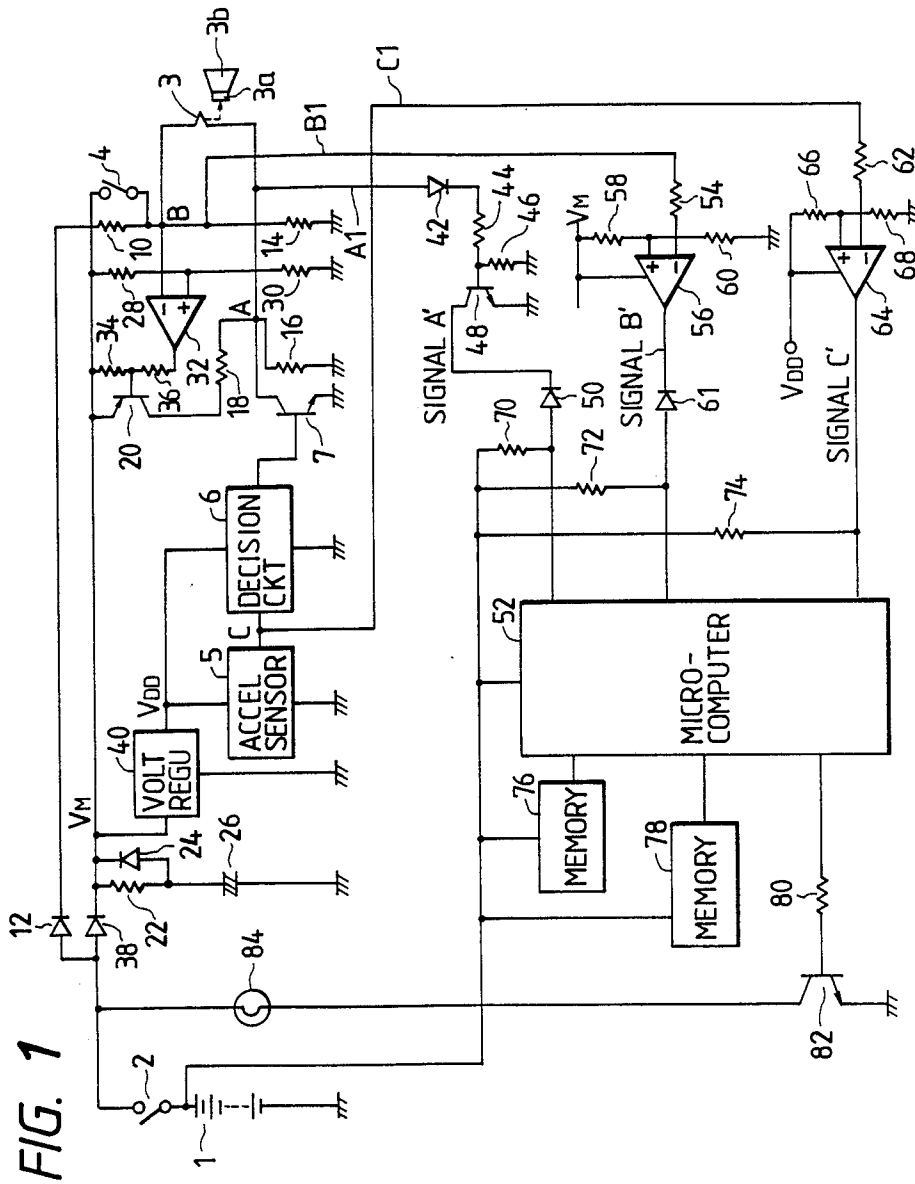 FIG. 1
1
2
12
38
84
VM
22
24
26
40
VOLT
REGU
VDD
5
ACCEL
SENSOR
C
6
DECISION
CKT
7
20
34
36
32
18
16
A
28
30
10
14
B
4
3
3a
3b
A1
B1
C1
42
44
46
48
SIGNAL A'
50
VM
58
54
60
56
SIGNAL B'
61
66
62
68
64
VDD
SIGNAL C'
70
72
74
52
MICRO-
COMPUTER
76
MEMORY
78
MEMORY
80
82